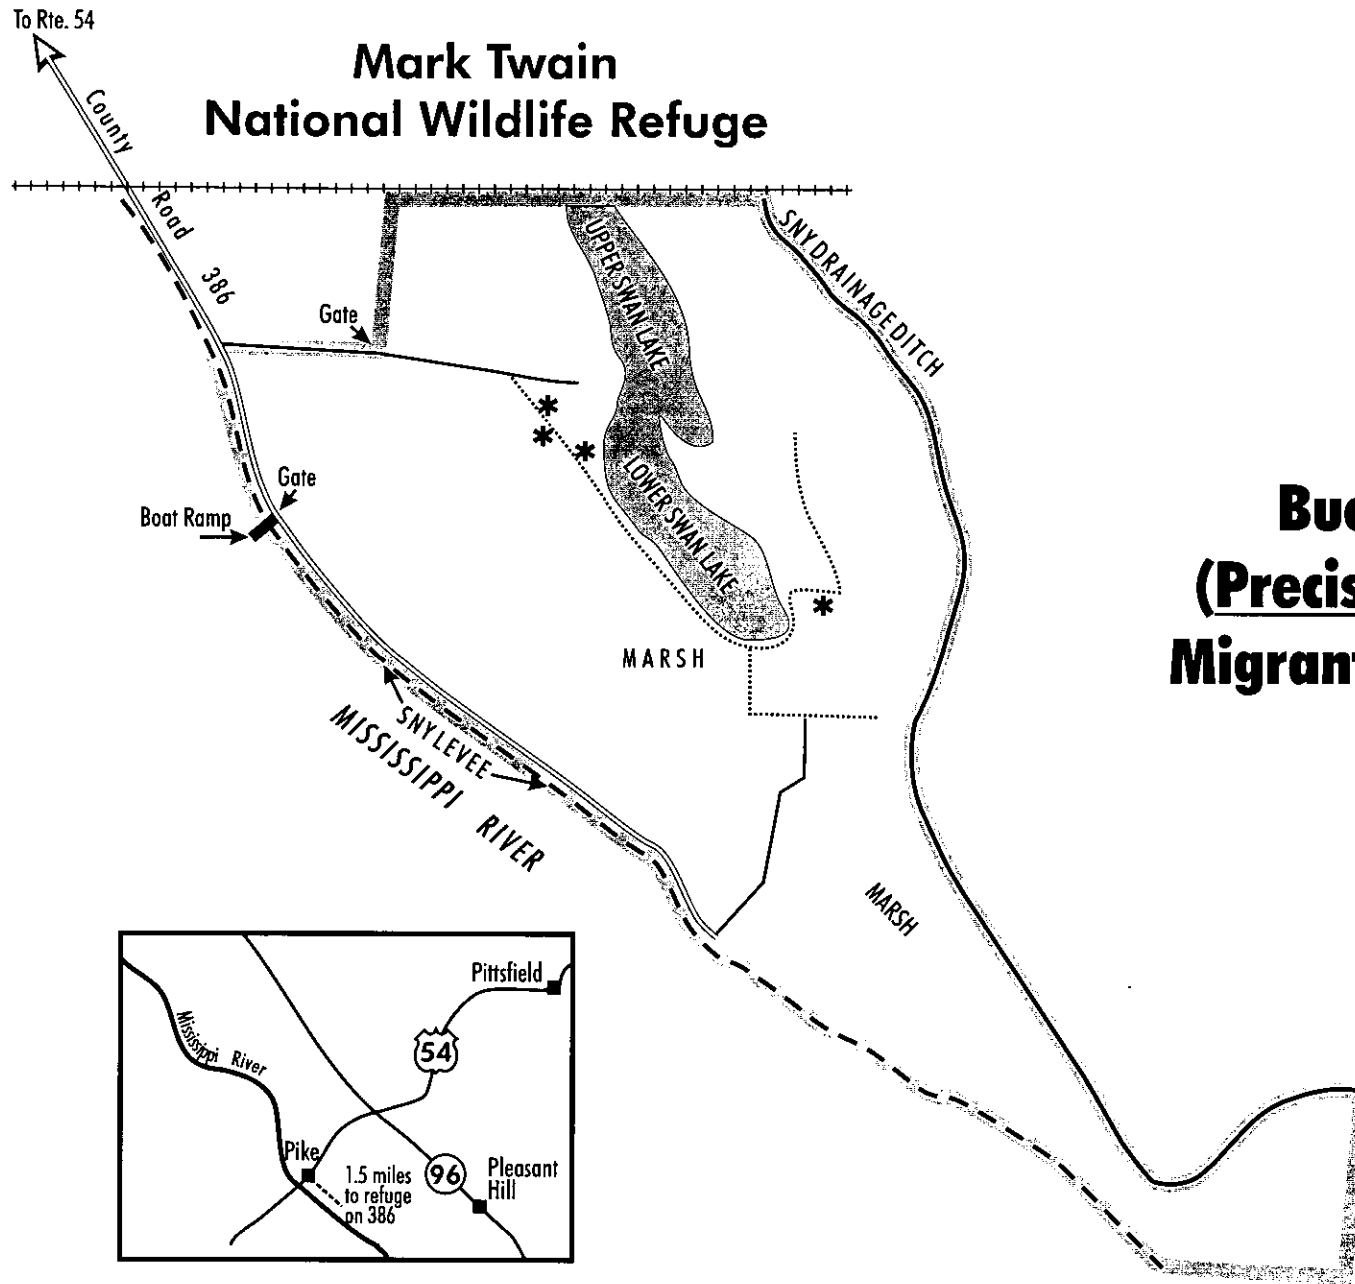 To Rte. 54
Mark Twain
National Wildlife Refuge
County
Road
386
UPPER SWAN LAKE
SNY DRAINAGE DITCH
Gate
LOWER SWAN LAKE
Gate
Boat Ramp
MARSH
SNY LEVEE
MISSISSIPPI RIVER
MARSH
Pittsfield
54
Mississippi River
Pike
1.5 miles
to refuge
on 386
96
Pleasant
Hill
(Precis
Migran